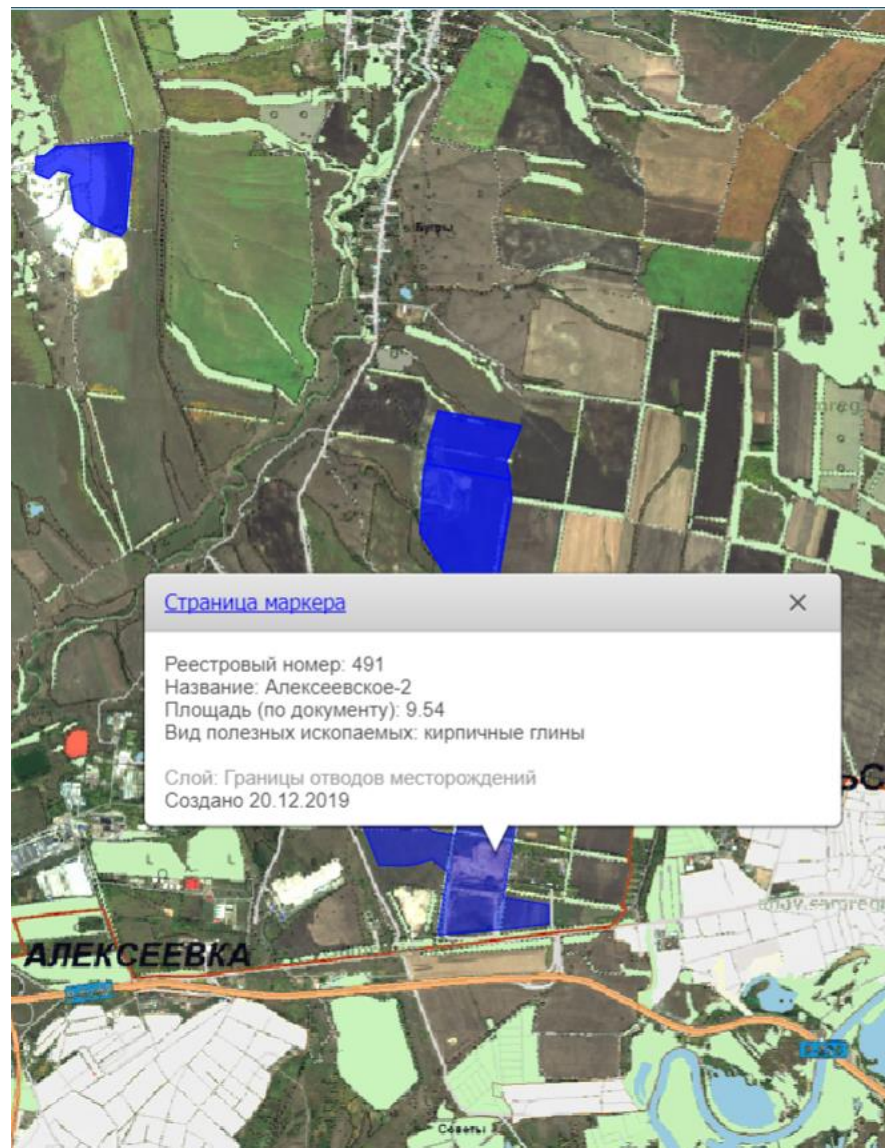 Бугры
Страница маркера
Реестровый номер: 491
Название: Алексеевское-2
Площадь (по документу): 9.54
Вид полезных ископаемых: кирпичные глины
Слой: Границы отводов месторождений
Создано 20.12.2019
АЛЕКСЕЕВКА
Советы